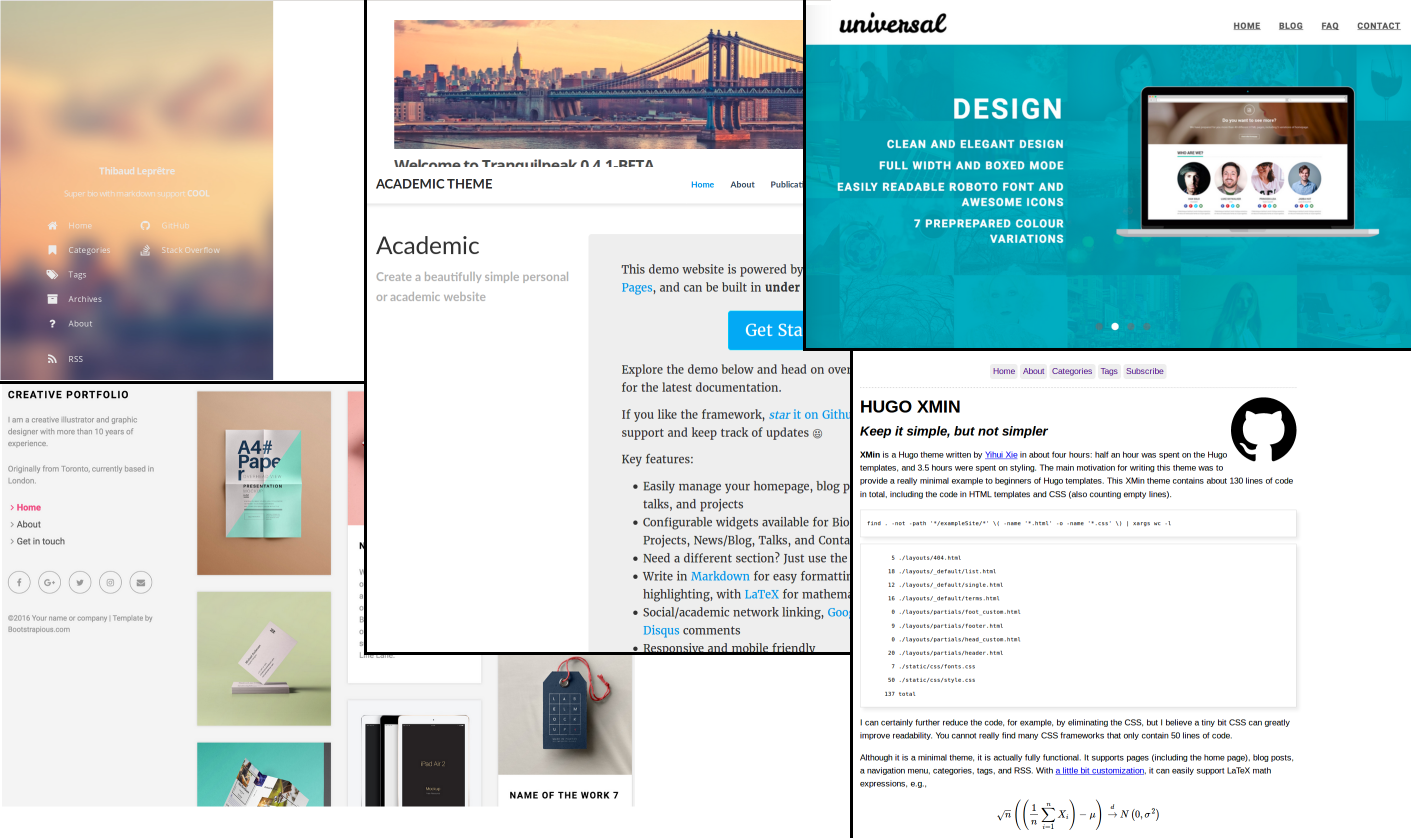 Thibaud Leprêtre
Super bio with markdown support COOL
Home
GitHub
Categories
Stack Overflow
Tags
Archives
About
RSS
Welcome to Tranquilpeak 0.4.1-BETA
ACADEMIC THEME
Home About Publicati
Academic
Create a beautifully simple personal
or academic website
This demo website is powered by
Pages, and can be built in under
Get Sta
Explore the demo below and head on over
for the latest documentation.
If you like the framework, star it on Githu
support and keep track of updates 😃
Key features:
• Easily manage your homepage, blog p
talks, and projects
• Configurable widgets available for Bio
Projects, News/Blog, Talks, and Conta
• Need a different section? Just use the
• Write in Markdown for easy formattin
highlighting, with LaTeX for mathema
• Social/academic network linking, Goog
Disqus comments
• Responsive and mobile friendly
universal
HOME BLOG FAQ CONTACT
DESIGN
CLEAN AND ELEGANT DESIGN
FULL WIDTH AND BOXED MODE
EASILY READABLE ROBOTO FONT AND
AWESOME ICONS
7 PREPREPARED COLOUR
VARIATIONS
Do you want to see more?
WHO ARE WE?
CREATIVE PORTFOLIO
I am a creative illustrator and graphic
designer with more than 10 years of
experience.
Originally from Toronto, currently based in
London.
> Home
> About
> Get in touch
©2016 Your name or company | Template by
Bootstrapious.com
A4#
Pape
r
PRESENTATION
iPad Air 2
Mockup
NAME OF THE WORK 7
Home About Categories Tags Subscribe
HUGO XMIN
Keep it simple, but not simpler
XMin is a Hugo theme written by Yihui Xie in about four hours: half an hour was spent on the Hugo
templates, and 3.5 hours were spent on styling. The main motivation for writing this theme was to
provide a really minimal example to beginners of Hugo templates. This XMin theme contains about 130 lines of code
in total, including the code in HTML templates and CSS (also counting empty lines).
find . -not -path '*/exampleSite/*' \( -name '*.html' -o -name '*.css' \) | xargs wc -l
5 ./layouts/404.html
18 ./layouts/_default/list.html
12 ./layouts/_default/single.html
16 ./layouts/_default/terms.html
0 ./layouts/partials/foot_custom.html
9 ./layouts/partials/footer.html
0 ./layouts/partials/head_custom.html
20 ./layouts/partials/header.html
7 ./static/css/fonts.css
50 ./static/css/style.css
137 total
I can certainly further reduce the code, for example, by eliminating the CSS, but I believe a tiny bit CSS can greatly
improve readability. You cannot really find many CSS frameworks that only contain 50 lines of code.
Although it is a minimal theme, it is actually fully functional. It supports pages (including the home page), blog posts,
a navigation menu, categories, tags, and RSS. With a little bit customization, it can easily support LaTeX math
expressions, e.g.,
√n ( ( 1/n ∑_{i=1}^{n} X_i ) − μ ) →^d N (0, σ²)